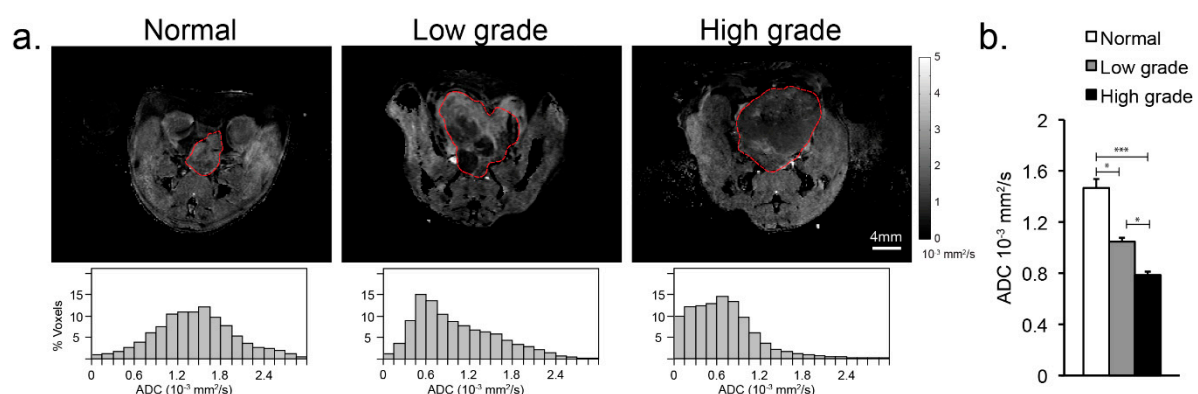 a.
Normal
Low grade
High grade
5
4
3
2
1
0
10⁻³ mm²/s
4mm
% Voxels
15
10
5
0 0.6 1.2 1.8 2.4
ADC (10⁻³ mm²/s)
15
10
5
0 0.6 1.2 1.8 2.4
ADC (10⁻³ mm²/s)
15
10
5
0 0.6 1.2 1.8 2.4
ADC (10⁻³ mm²/s)
b.
Normal
Low grade
High grade
ADC 10⁻³ mm²/s
2
1.6
1.2
0.8
0.4
0
***
*
*